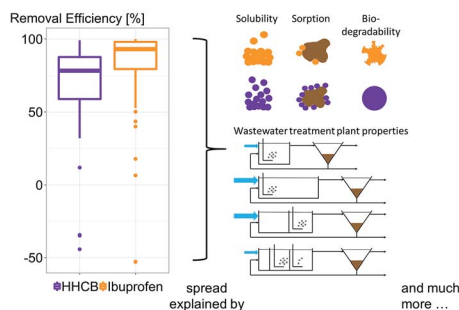 Removal Efficiency [%]
100
50
0
-50
HHCB Ibuprofen
spread
explained by
Solubility Sorption Bio-
degradability
Wastewater treatment plant properties
and much
more ...